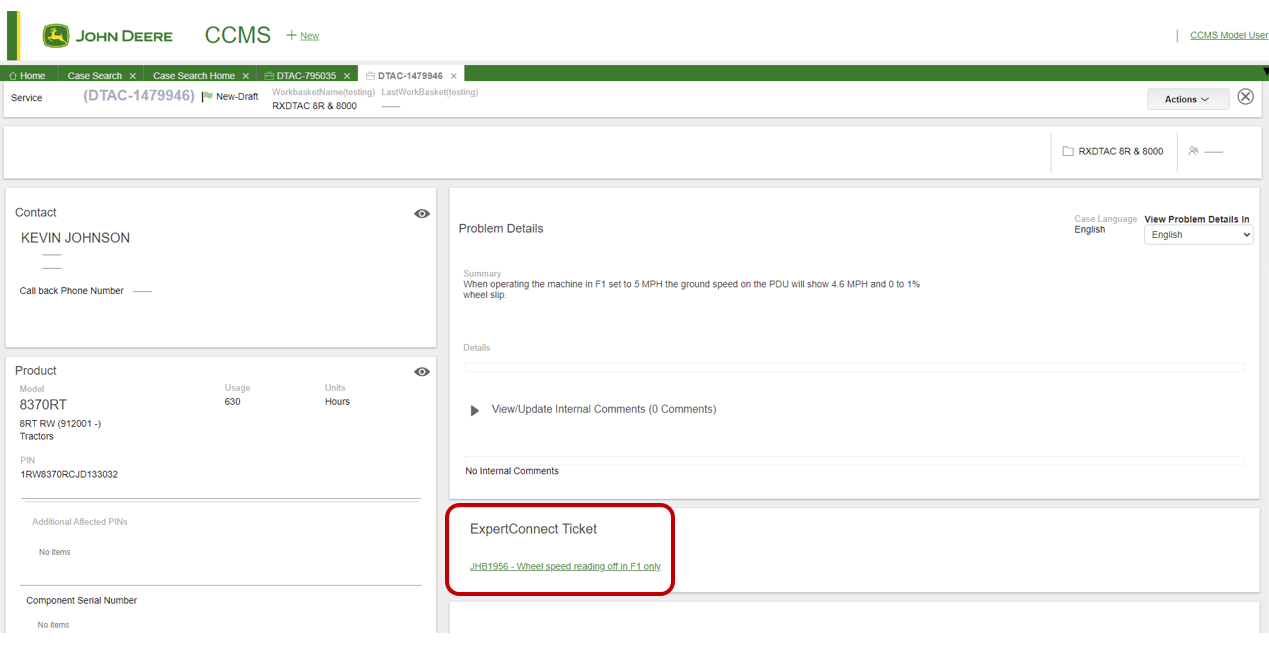 JOHN DEERE
CCMS
+ New
CCMS Model User
Home
Case Search ×
Case Search Home ×
DTAC-795035 ×
DTAC-1479946 ×
Service
(DTAC-1479946)
New-Draft
WorkbasketName(testing)
LastWorkBasket(testing)
RXDTAC 8R & 8000
Actions
RXDTAC 8R & 8000
Contact
KEVIN JOHNSON
Call back Phone Number
Product
Model
Usage
Units
8370RT
630
Hours
8RT RW (912001 -)
Tractors
PIN
1RW8370RCJD133032
Additional Affected PINs
No items
Component Serial Number
No items
Problem Details
Case Language
English
View Problem Details In
English
Summary
When operating the machine in F1 set to 5 MPH the ground speed on the PDU will show 4.6 MPH and 0 to 1%
wheel slip.
Details
View/Update Internal Comments (0 Comments)
No Internal Comments
ExpertConnect Ticket
JHB1956 - Wheel speed reading off in F1 only